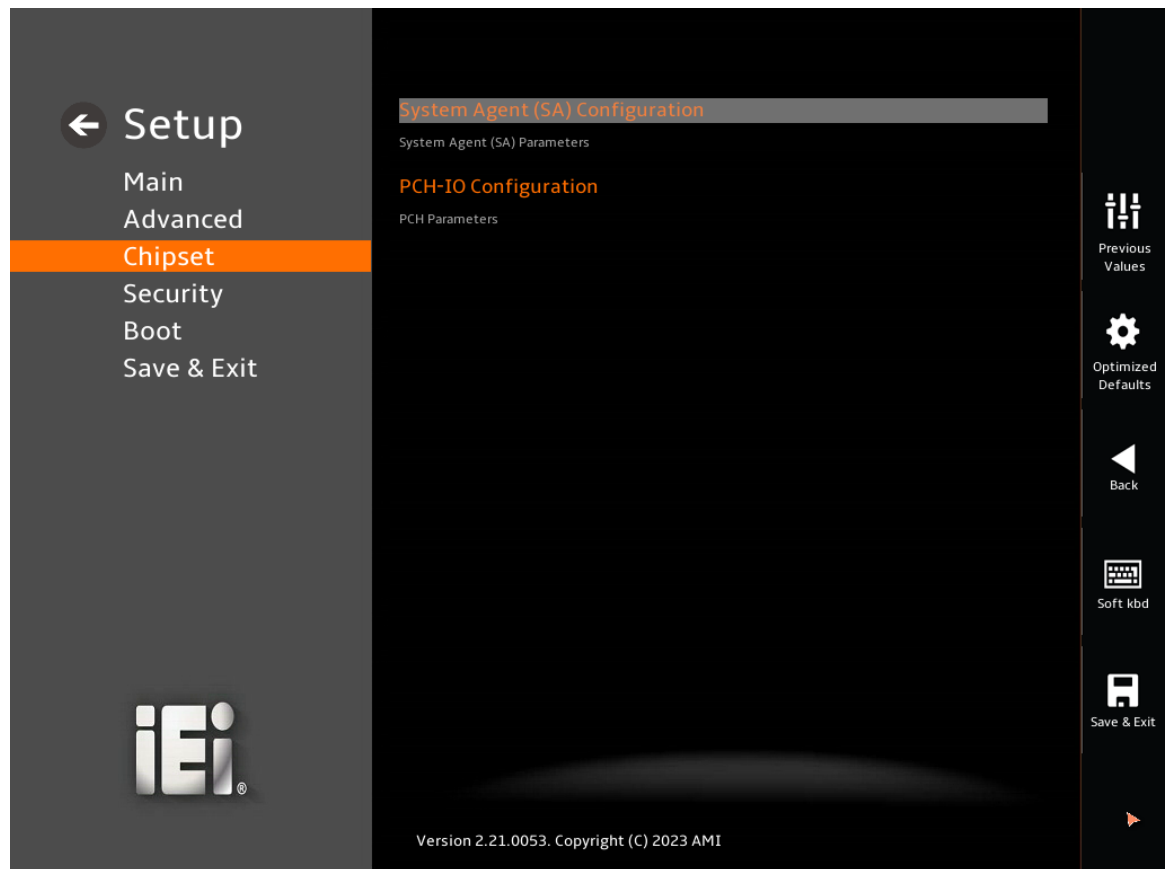 Setup
Main
Advanced
Chipset
Security
Boot
Save & Exit
iEi®
System Agent (SA) Configuration
System Agent (SA) Parameters
PCH-IO Configuration
PCH Parameters
Version 2.21.0053. Copyright (C) 2023 AMI
Previous
Values
Optimized
Defaults
Back
Soft kbd
Save & Exit